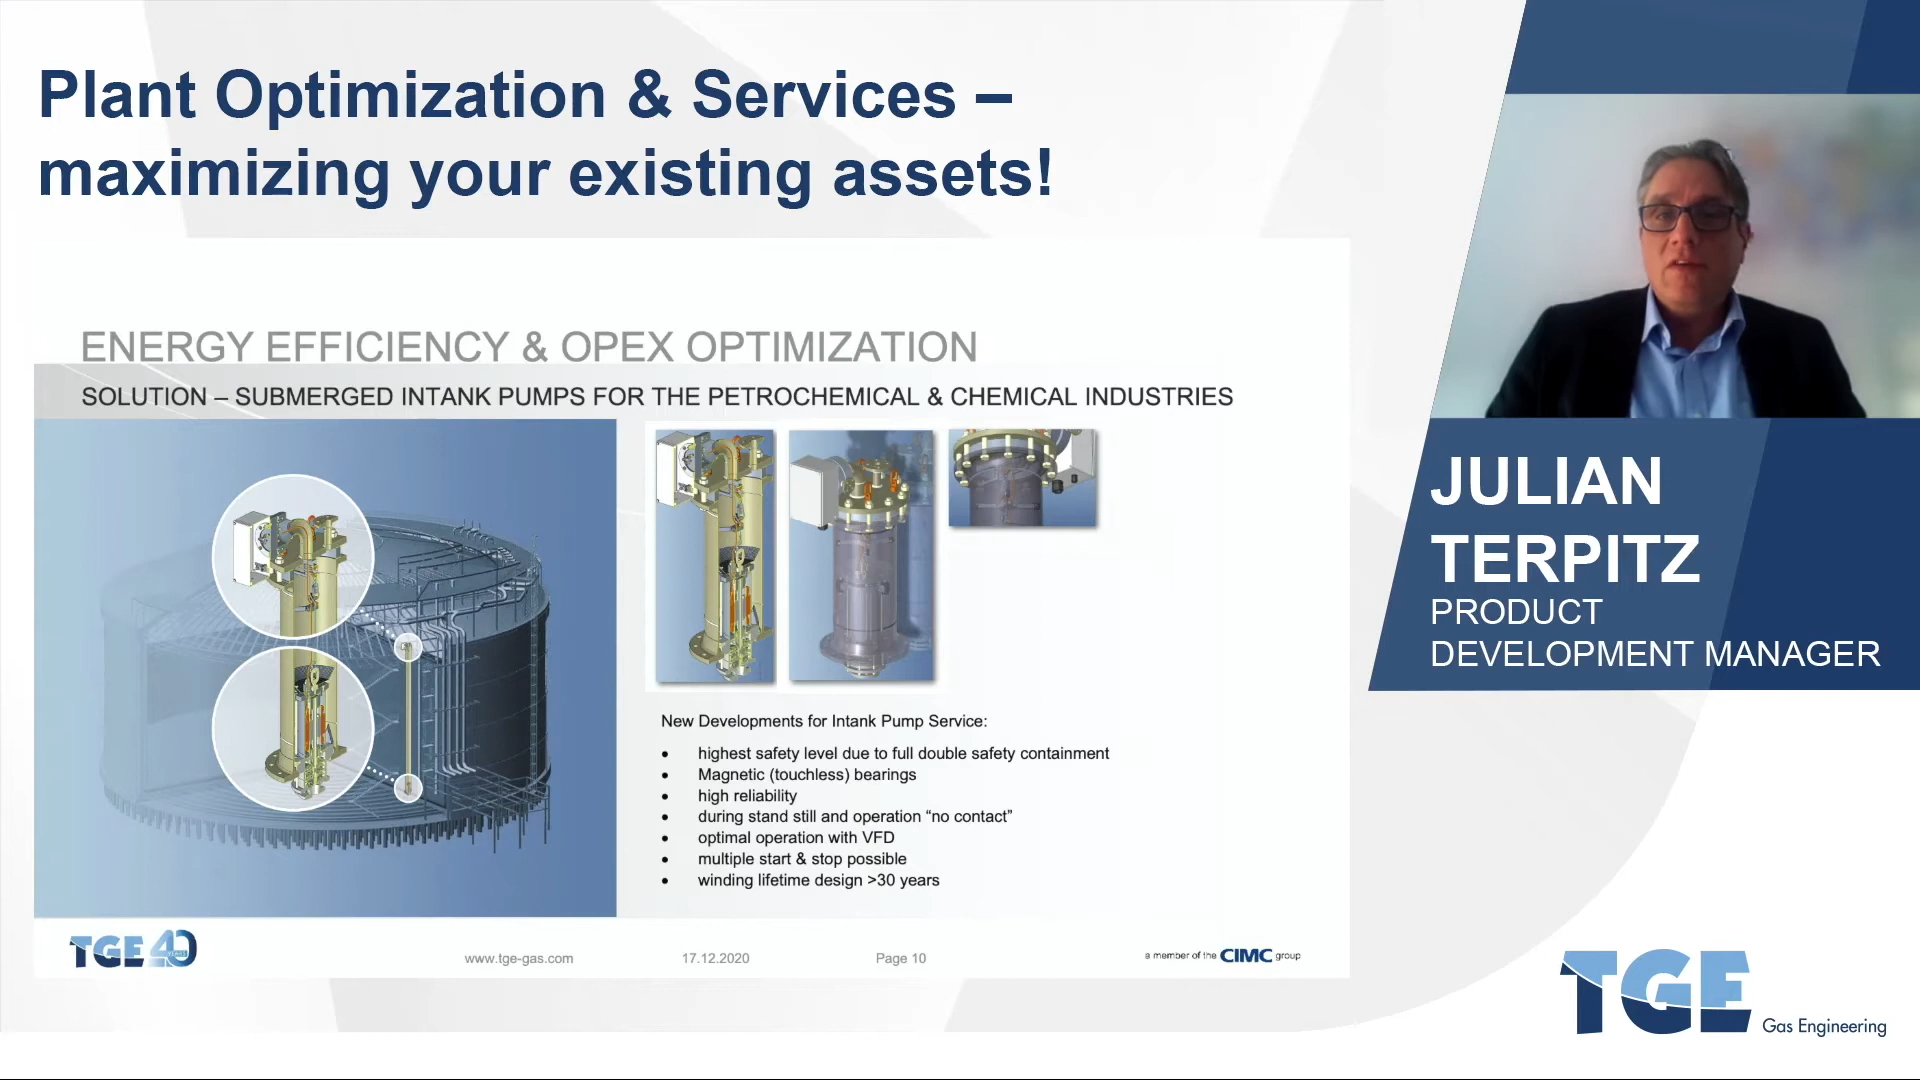 Plant Optimization & Services –
maximizing your existing assets!
ENERGY EFFICIENCY & OPEX OPTIMIZATION
SOLUTION – SUBMERGED INTANK PUMPS FOR THE PETROCHEMICAL & CHEMICAL INDUSTRIES
New Developments for Intank Pump Service:
• highest safety level due to full double safety containment
• Magnetic (touchless) bearings
• high reliability
• during stand still and operation “no contact”
• optimal operation with VFD
• multiple start & stop possible
• winding lifetime design >30 years
TGE 40 YEARS
www.tge-gas.com
17.12.2020
Page 10
a member of the CIMC group
JULIAN
TERPITZ
PRODUCT
DEVELOPMENT MANAGER
TGE Gas Engineering